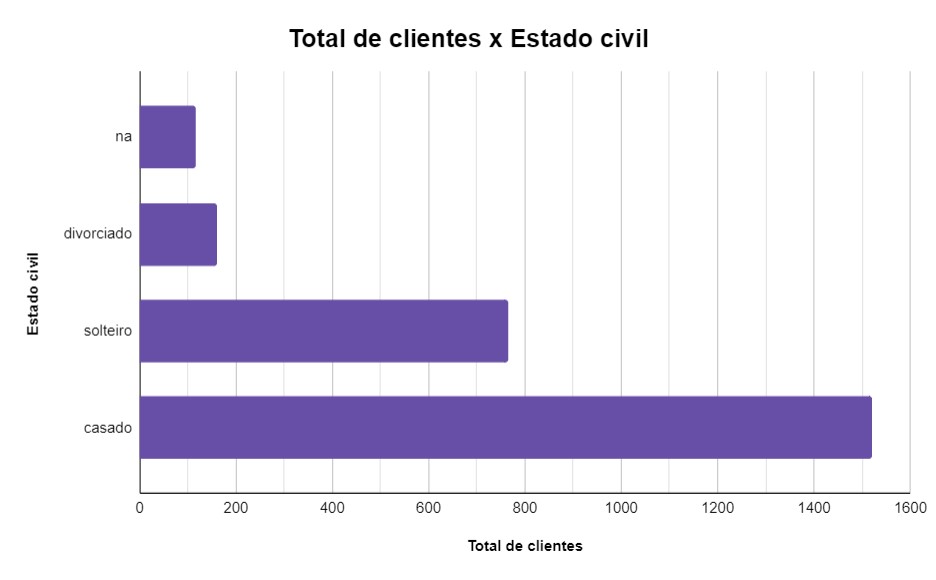 Total de clientes x Estado civil
Estado civil
na
divorciado
solteiro
casado
0 200 400 600 800 1000 1200 1400 1600
Total de clientes